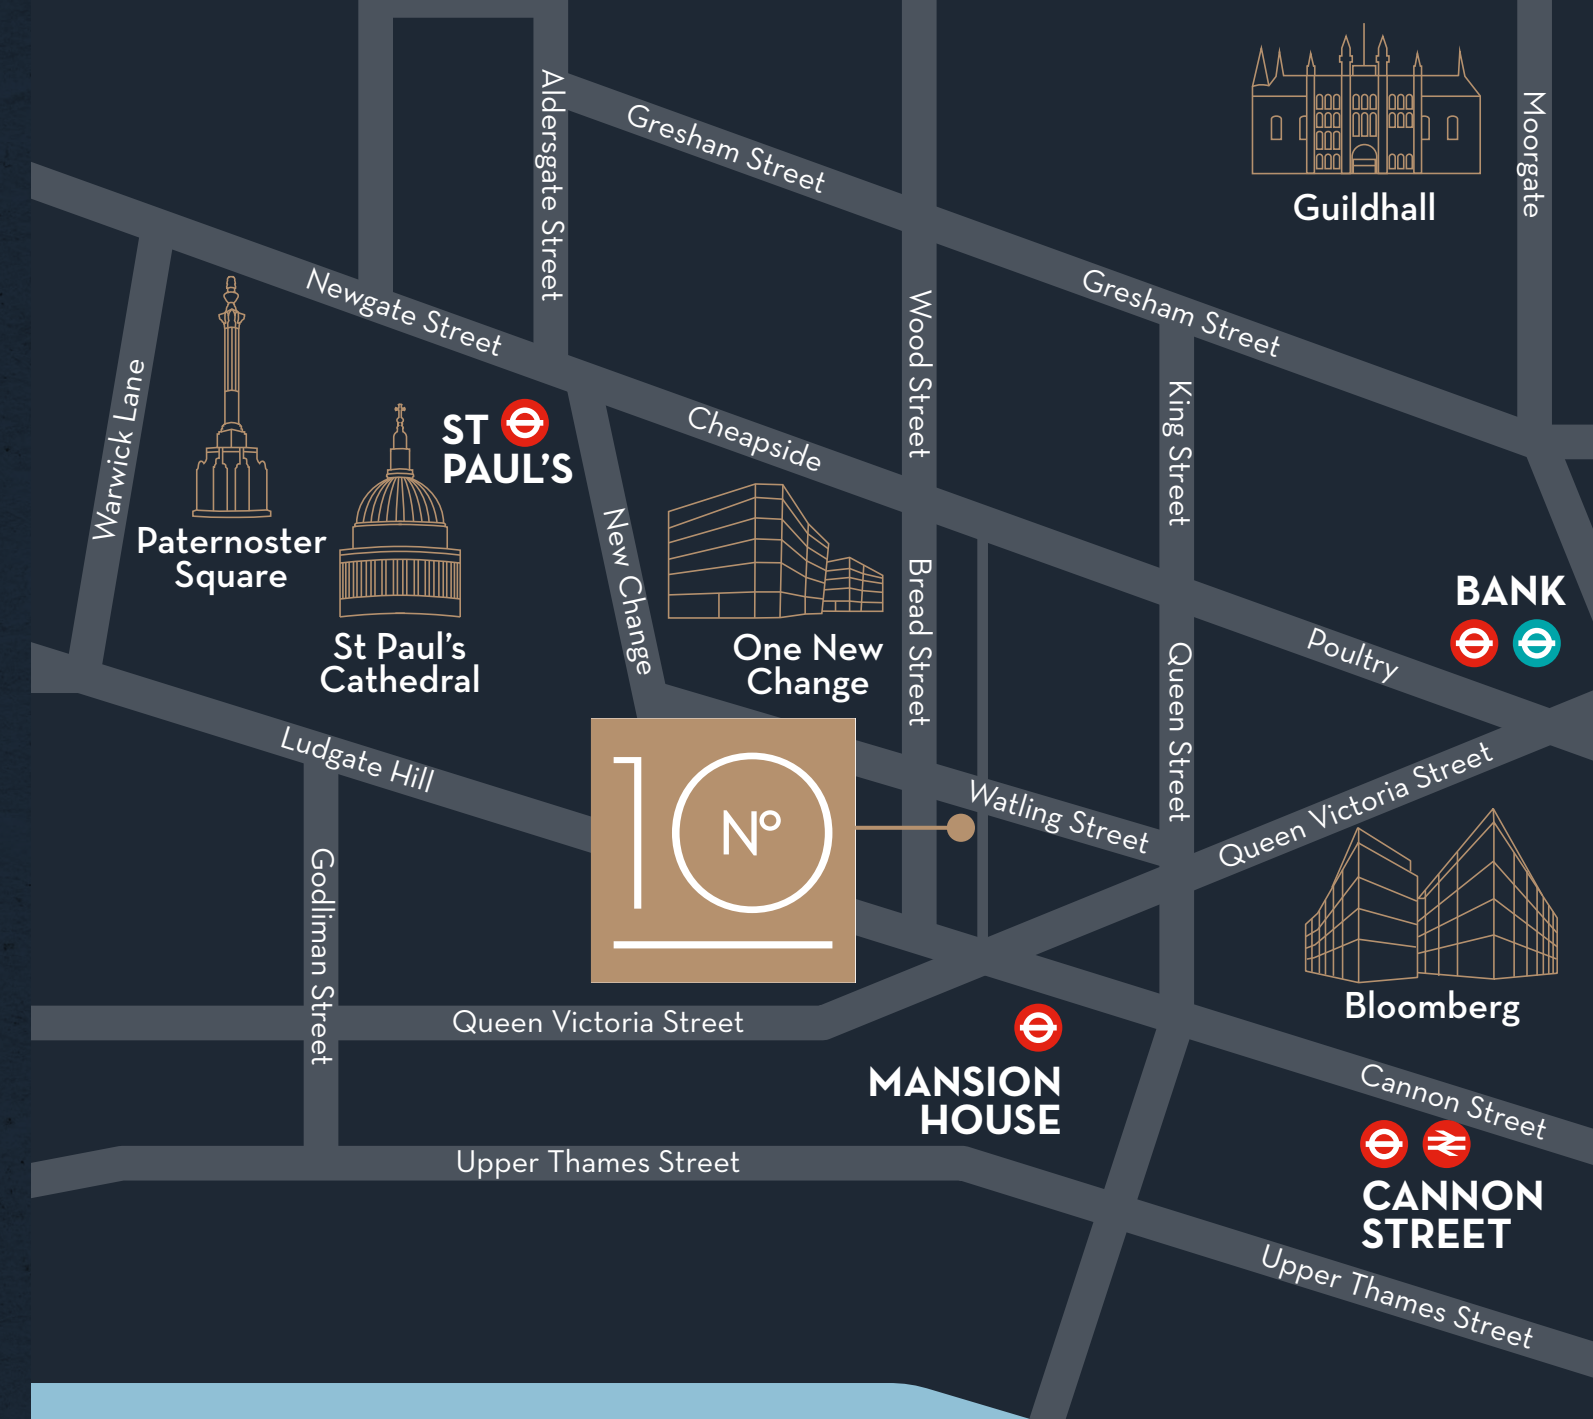 Aldersgate Street
Gresham Street
Moorgate
Guildhall
Newgate Street
Wood Street
Gresham Street
Warwick Lane
ST
PAUL'S
Cheapside
King Street
Paternoster
Square
New Change
Bread Street
BANK
St Paul's
Cathedral
One New
Change
Queen Street
Poultry
Ludgate Hill
1
Nº
Watling Street
Queen Victoria Street
Godliman Street
Bloomberg
Queen Victoria Street
MANSION
HOUSE
Cannon Street
Upper Thames Street
CANNON
STREET
Upper Thames Street